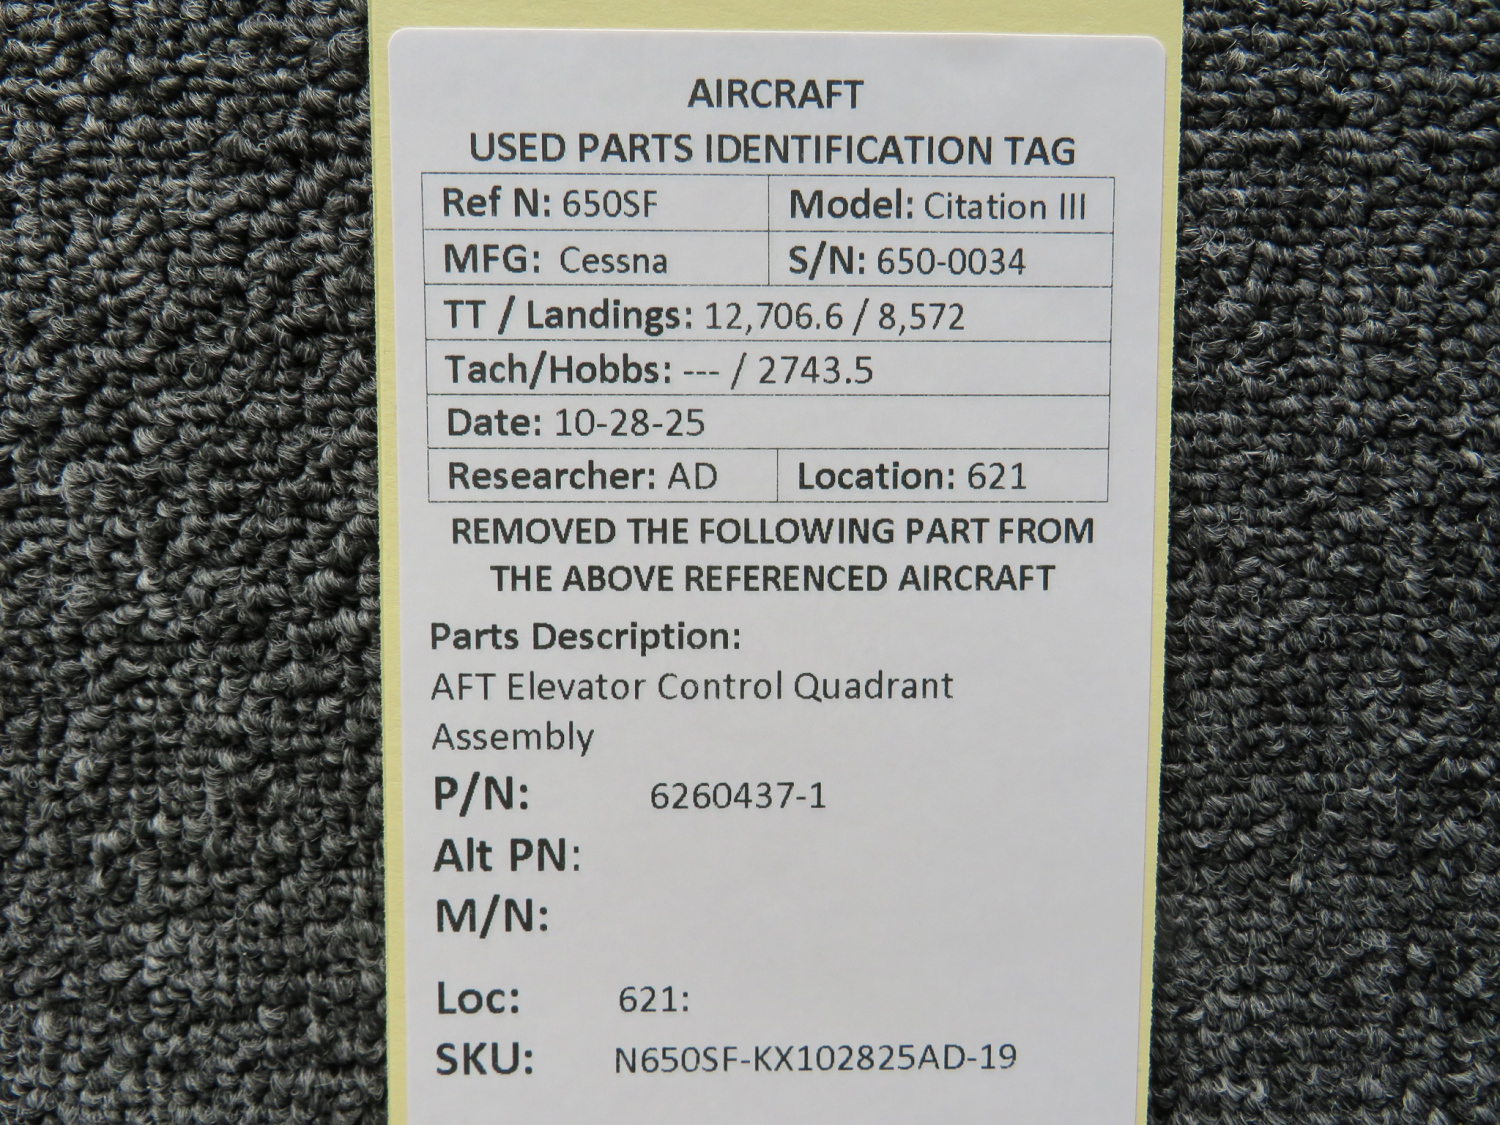 AIRCRAFT
USED PARTS IDENTIFICATION TAG
Ref N: 650SF Model: Citation III
MFG: Cessna S/N: 650-0034
TT / Landings: 12,706.6 / 8,572
Tach/Hobbs: --- / 2743.5
Date: 10-28-25
Researcher: AD Location: 621
REMOVED THE FOLLOWING PART FROM
THE ABOVE REFERENCED AIRCRAFT
Parts Description:
AFT Elevator Control Quadrant
Assembly
P/N: 6260437-1
Alt PN:
M/N:
Loc: 621:
SKU: N650SF-KX102825AD-19